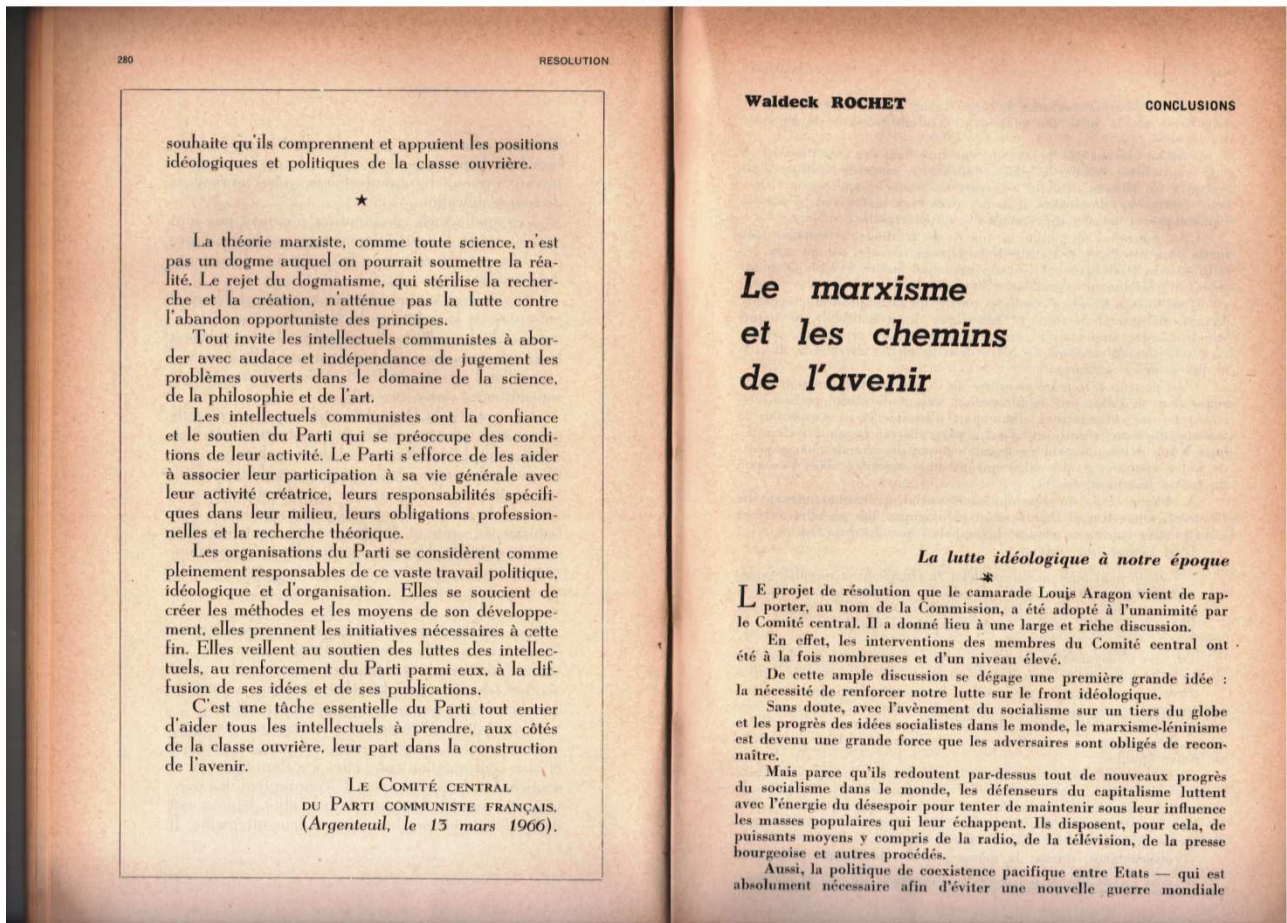 280
RESOLUTION
souhaite qu'ils comprennent et appuient les positions
idéologiques et politiques de la classe ouvrière.
★
La théorie marxiste, comme toute science, n'est
pas un dogme auquel on pourrait soumettre la réa-
lité. Le rejet du dogmatisme, qui stérilise la recher-
che et la création, n'atténue pas la lutte contre
l'abandon opportuniste des principes.
Tout invite les intellectuels communistes à abor-
der avec audace et indépendance de jugement les
problèmes ouverts dans le domaine de la science,
de la philosophie et de l'art.
Les intellectuels communistes ont la confiance
et le soutien du Parti qui se préoccupe des condi-
tions de leur activité. Le Parti s'efforce de les aider
à associer leur participation à sa vie générale avec
leur activité créatrice, leurs responsabilités spécifi-
ques dans leur milieu, leurs obligations profession-
nelles et la recherche théorique.
Les organisations du Parti se considèrent comme
pleinement responsables de ce vaste travail politique,
idéologique et d'organisation. Elles se soucient de
créer les méthodes et les moyens de son développe-
ment, elles prennent les initiatives nécessaires à cette
fin. Elles veillent au soutien des luttes des intellec-
tuels, au renforcement du Parti parmi eux, à la dif-
fusion de ses idées et de ses publications.
C'est une tâche essentielle du Parti tout entier
d'aider tous les intellectuels à prendre, aux côtés
de la classe ouvrière, leur part dans la construction
de l'avenir.
LE COMITÉ CENTRAL
DU PARTI COMMUNISTE FRANÇAIS.
(Argenteuil, le 13 mars 1966).
Waldeck ROCHET
CONCLUSIONS
Le marxisme
et les chemins
de l'avenir
La lutte idéologique à notre époque
LE projet de résolution que le camarade Louis Aragon vient de rap-
porter, au nom de la Commission, a été adopté à l'unanimité par
le Comité central. Il a donné lieu à une large et riche discussion.
En effet, les interventions des membres du Comité central ont
été à la fois nombreuses et d'un niveau élevé.
De cette ample discussion se dégage une première grande idée :
la nécessité de renforcer notre lutte sur le front idéologique.
Sans doute, avec l'avènement du socialisme sur un tiers du globe
et les progrès des idées socialistes dans le monde, le marxisme-léninisme
est devenu une grande force que les adversaires sont obligés de recon-
naître.
Mais parce qu'ils redoutent par-dessus tout de nouveaux progrès
du socialisme dans le monde, les défenseurs du capitalisme luttent
avec l'énergie du désespoir pour tenter de maintenir sous leur influence
les masses populaires qui leur échappent. Ils disposent, pour cela, de
puissants moyens y compris de la radio, de la télévision, de la presse
bourgeoise et autres procédés.
Aussi, la politique de coexistence pacifique entre Etats — qui est
absolument nécessaire afin d'éviter une nouvelle guerre mondiale